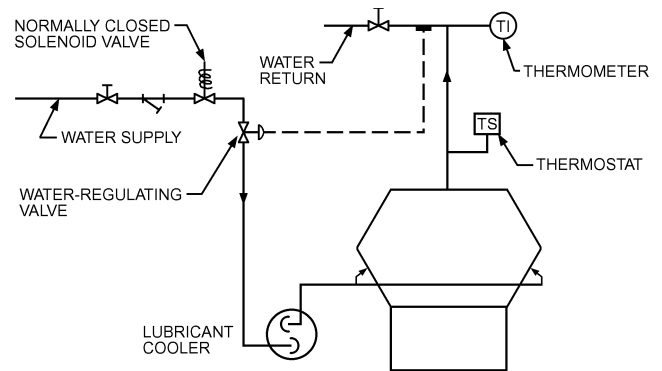 NORMALLY CLOSED
SOLENOID VALVE
WATER
RETURN
TI
THERMOMETER
WATER SUPPLY
TS
THERMOSTAT
WATER-REGULATING
VALVE
LUBRICANT
COOLER